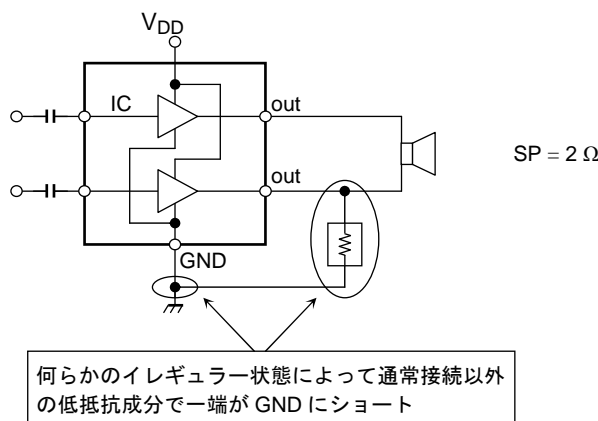 VDD
IC
out
out
SP = 2 Ω
GND
何らかのイレギュラー状態によって通常接続以外
の低抵抗成分で一端が GND にショート